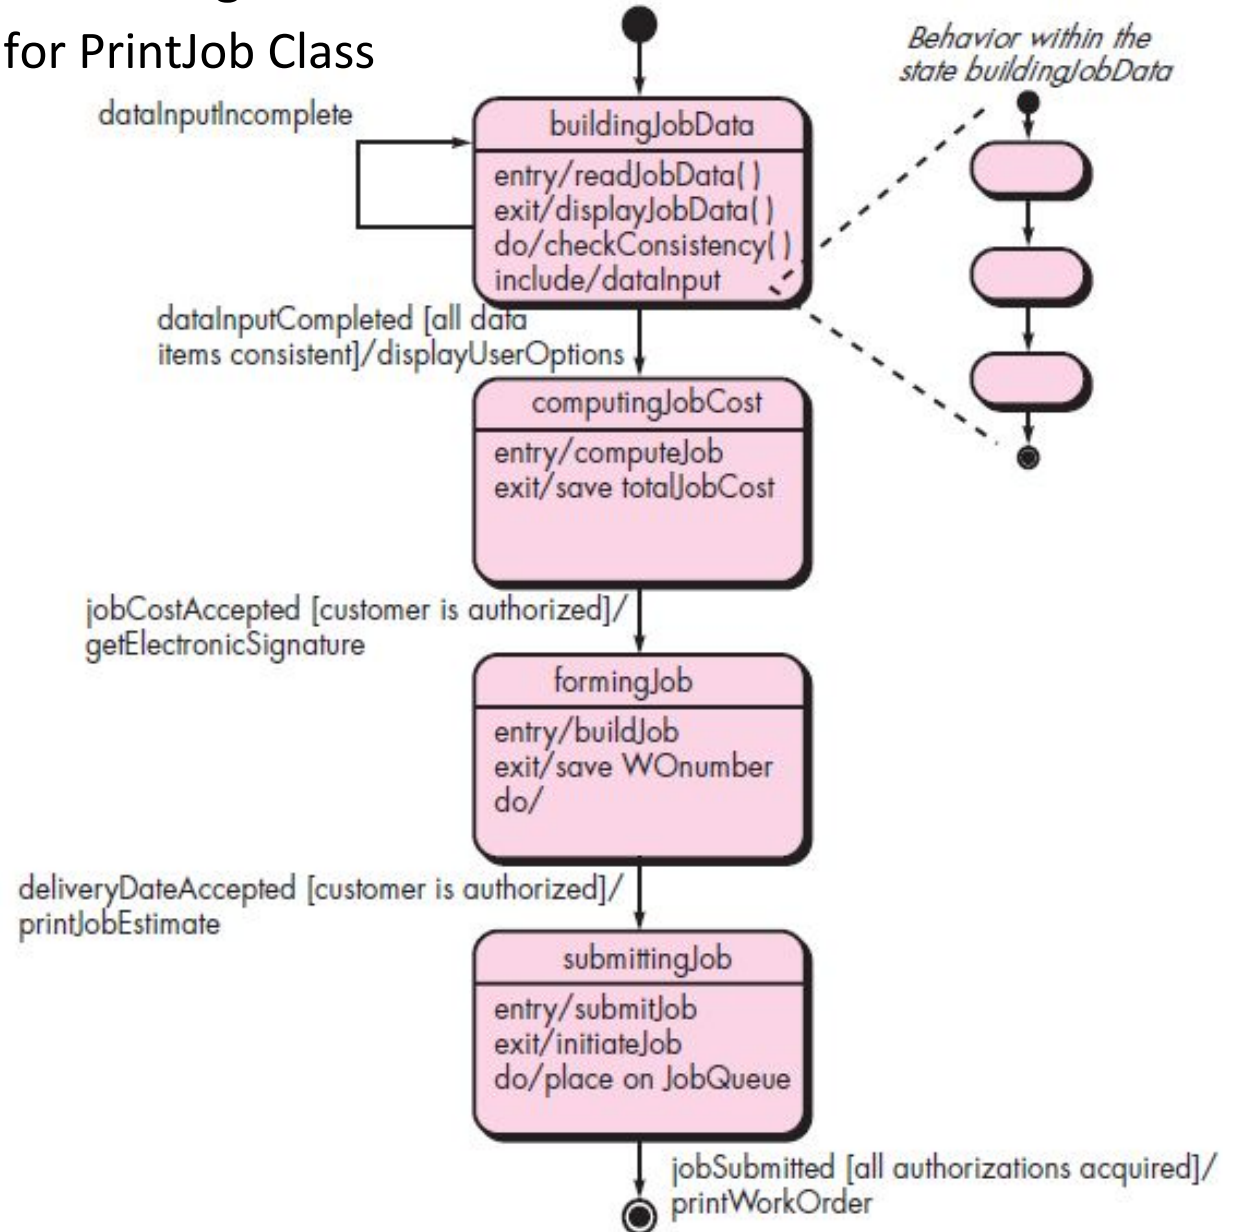 for PrintJob Class
Behavior within the
state buildingJobData
dataInputIncomplete
buildingJobData
entry/readJobData( )
exit/displayJobData( )
do/checkConsistency( )
include/dataInput
dataInputCompleted [all data
items consistent]/displayUserOptions
computingJobCost
entry/computeJob
exit/save totalJobCost
jobCostAccepted [customer is authorized]/
getElectronicSignature
formingJob
entry/buildJob
exit/save WOnumber
do/
deliveryDateAccepted [customer is authorized]/
printJobEstimate
submittingJob
entry/submitJob
exit/initiateJob
do/place on JobQueue
jobSubmitted [all authorizations acquired]/
printWorkOrder